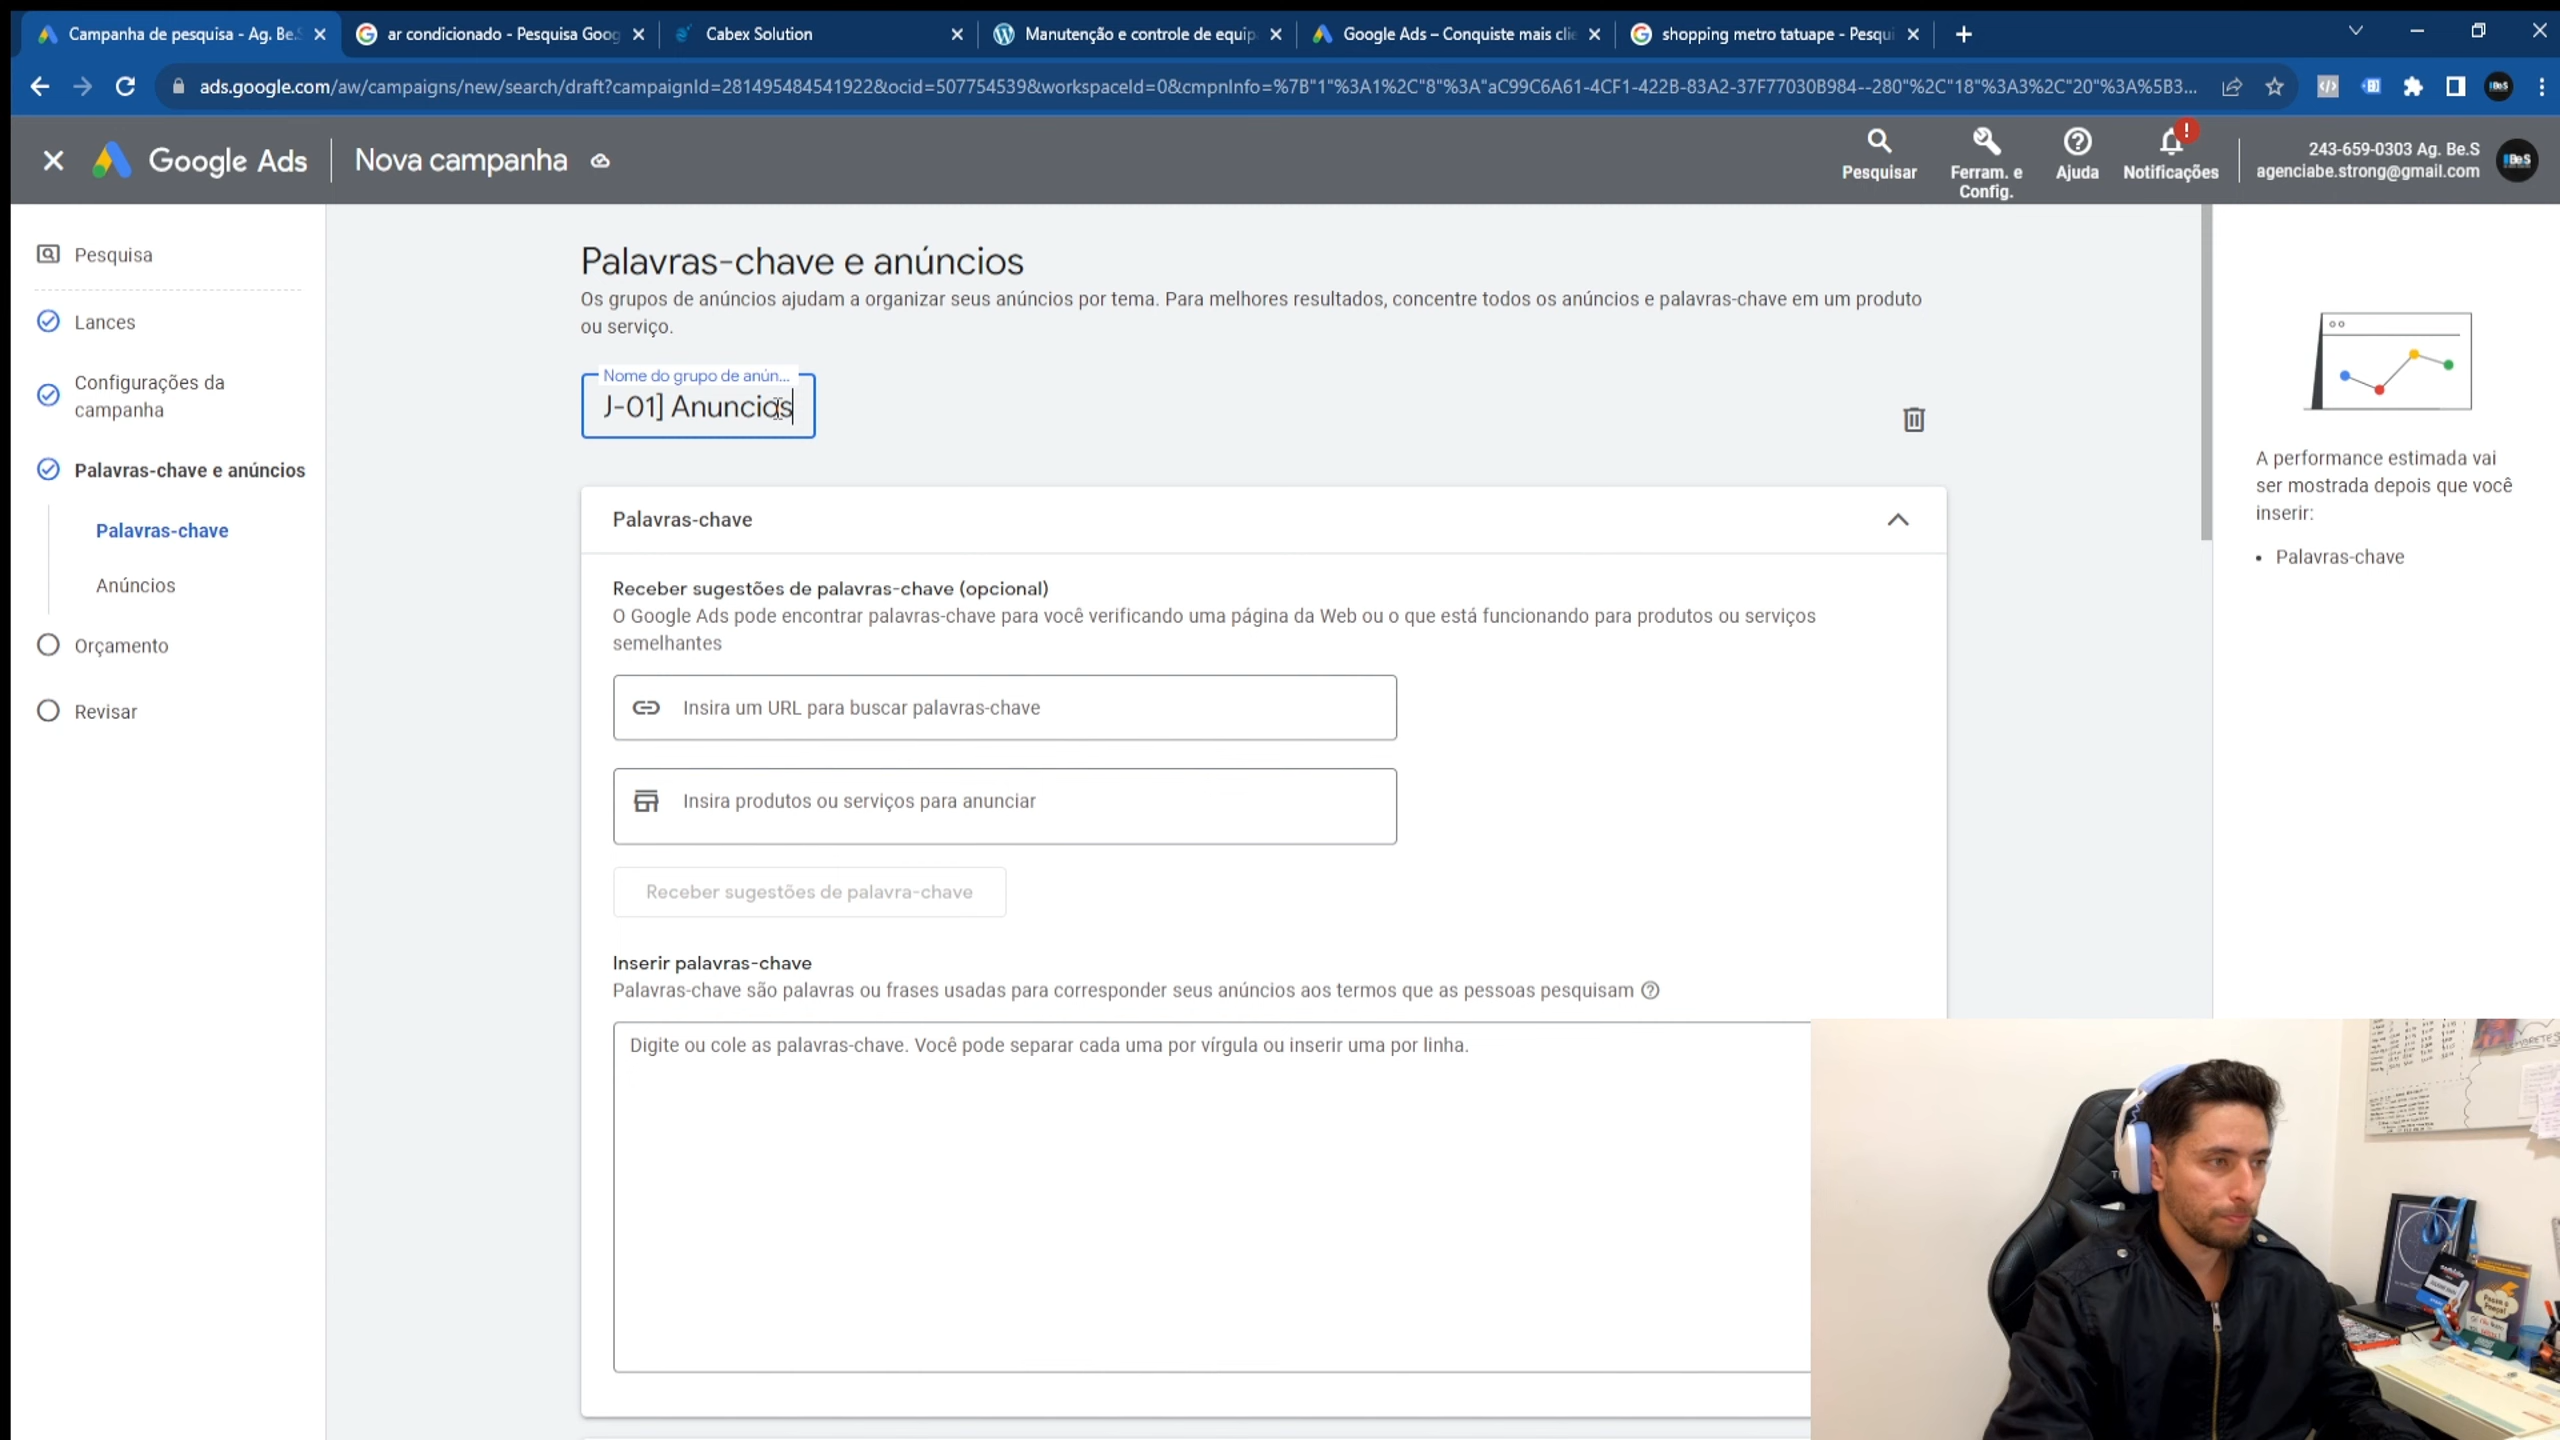 Campanha de pesquisa - Ag. Be.S
ar condicionado - Pesquisa Goog
Cabex Solution
Manutenção e controle de equip
Google Ads – Conquiste mais clie
shopping metro tatuape - Pesqui
ads.google.com/aw/campaigns/new/search/draft?campaignId=281495484541922&ocid=507754539&workspaceId=0&cmpnInfo=%7B"1"%3A1%2C"8"%3A"aC99C6A61-4CF1-422B-83A2-37F77030B984--280"%2C"18"%3A3%2C"20"%3A%5B3...
Google Ads
Nova campanha
Pesquisar
Ferram. e
Config.
Ajuda
Notificações
243-659-0303 Ag. Be.S
agenciabe.strong@gmail.com
Pesquisa
Lances
Configurações da
campanha
Palavras-chave e anúncios
Palavras-chave
Anúncios
Orçamento
Revisar
Palavras-chave e anúncios
Os grupos de anúncios ajudam a organizar seus anúncios por tema. Para melhores resultados, concentre todos os anúncios e palavras-chave em um produto
ou serviço.
Nome do grupo de anún...
J-01] Anuncios
Palavras-chave
Receber sugestões de palavras-chave (opcional)
O Google Ads pode encontrar palavras-chave para você verificando uma página da Web ou o que está funcionando para produtos ou serviços
semelhantes
Insira um URL para buscar palavras-chave
Insira produtos ou serviços para anunciar
Receber sugestões de palavra-chave
Inserir palavras-chave
Palavras-chave são palavras ou frases usadas para corresponder seus anúncios aos termos que as pessoas pesquisam
Digite ou cole as palavras-chave. Você pode separar cada uma por vírgula ou inserir uma por linha.
A performance estimada vai
ser mostrada depois que você
inserir:
• Palavras-chave